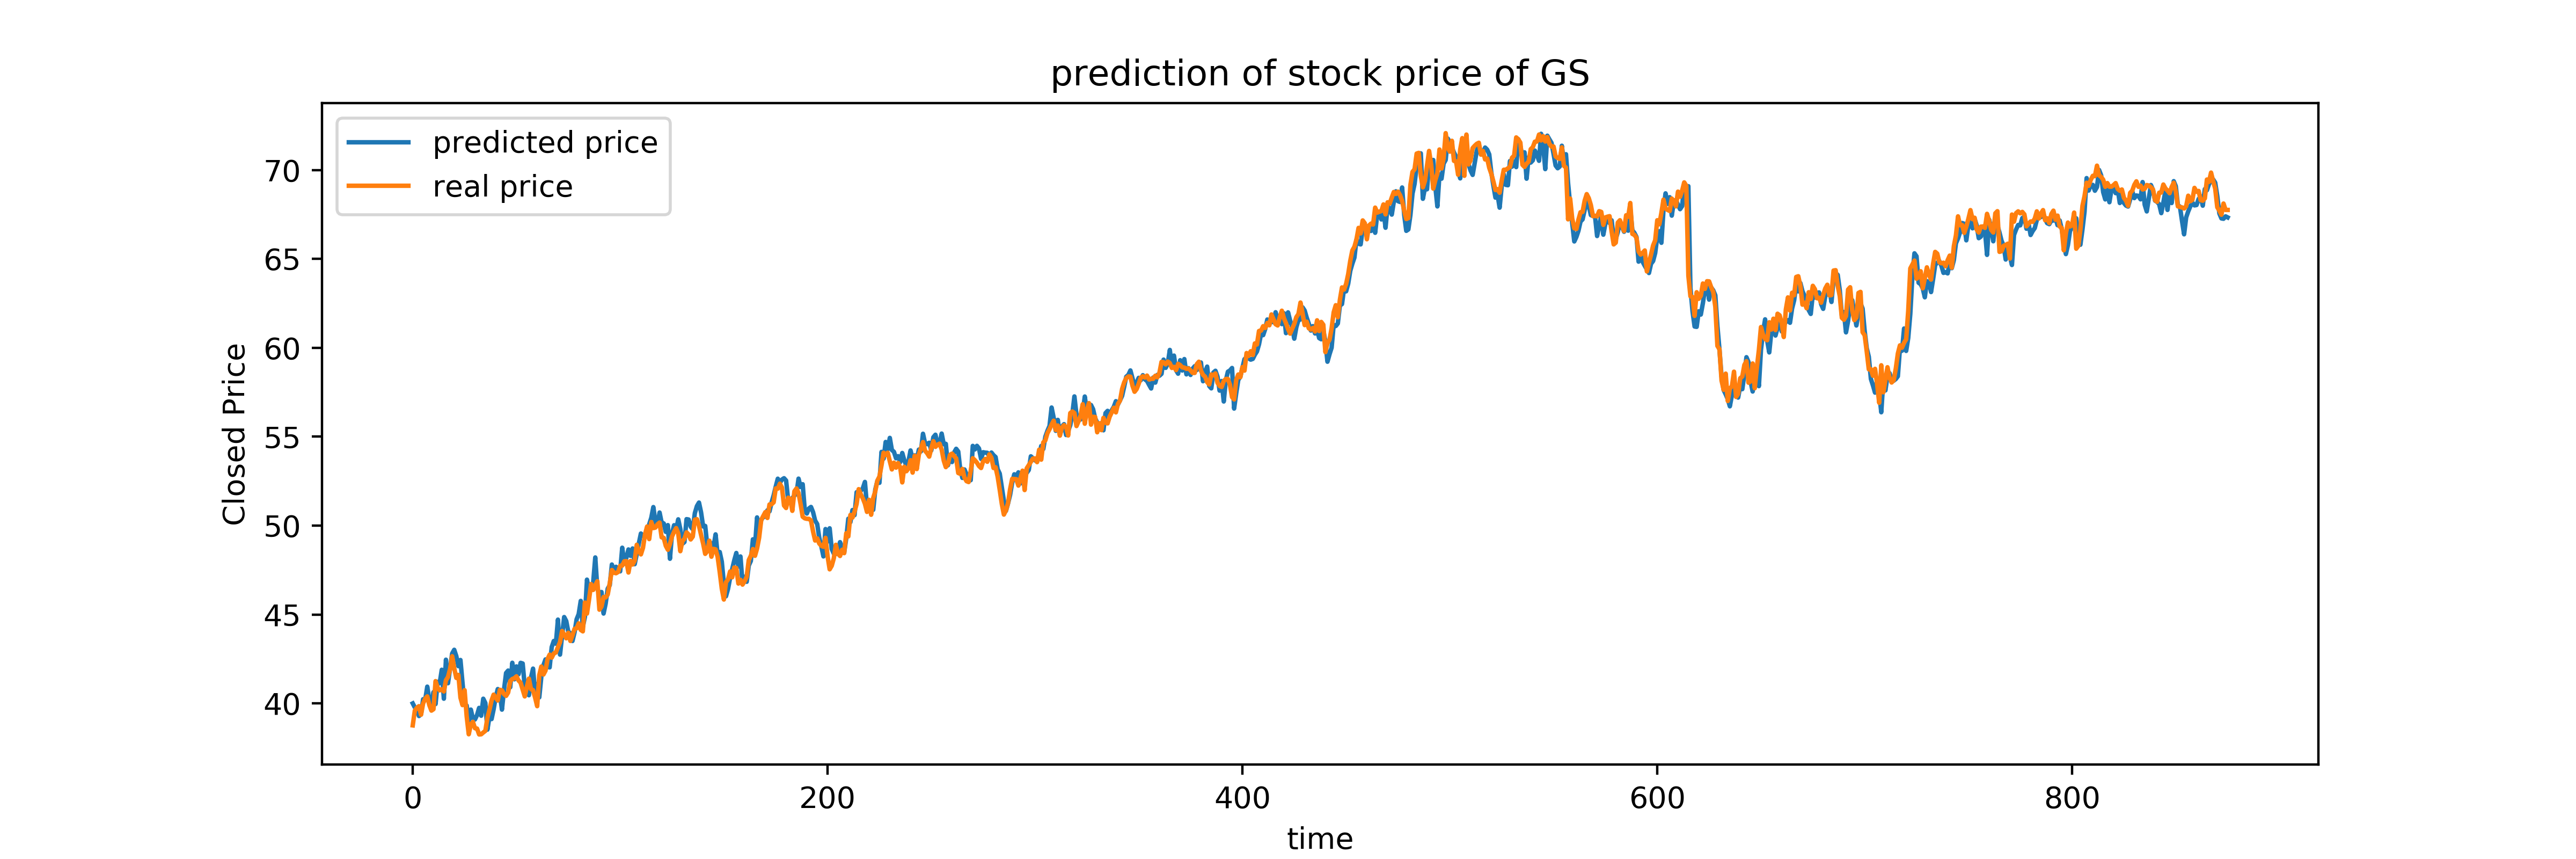 prediction of stock price of GS
predicted price
real price
Closed Price
70
65
60
55
50
45
40
0 200 400 600 800
time